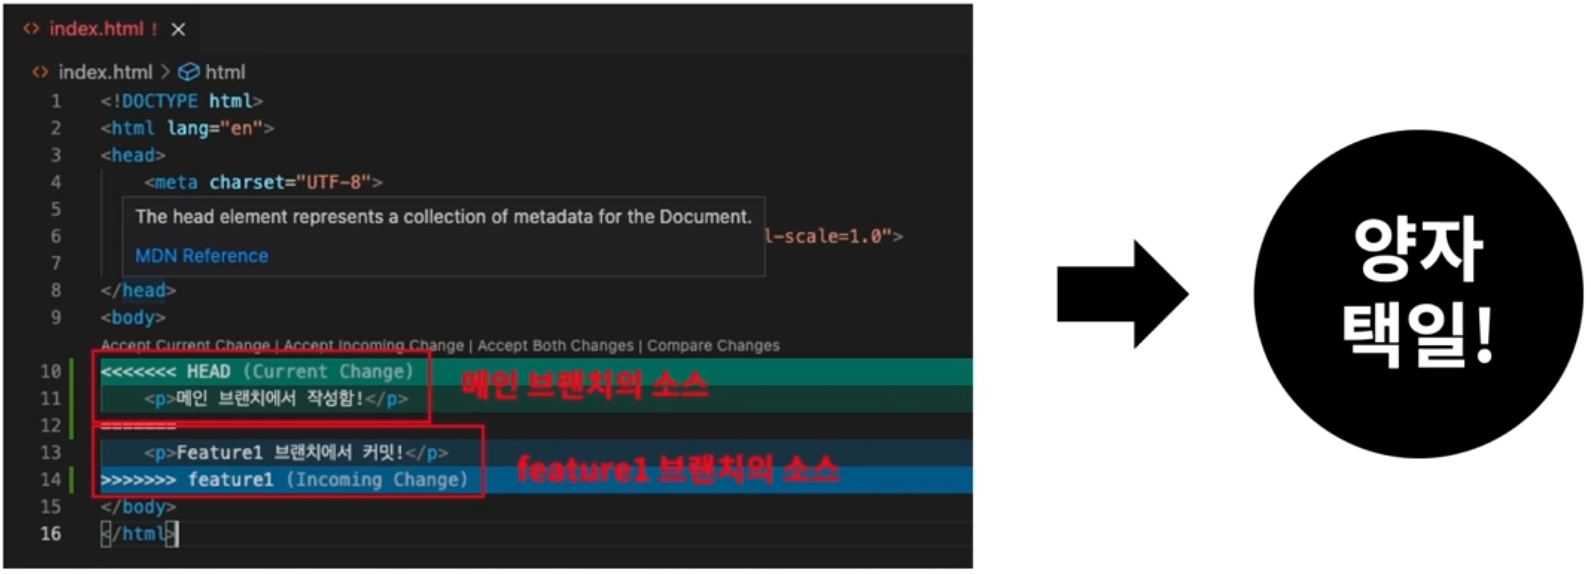 index.html !
index.html > html
1 <!DOCTYPE html>
2 <html lang="en">
3 <head>
4 <meta charset="UTF-8">
5 The head element represents a collection of metadata for the Document.
6 l-scale=1.0">
7 MDN Reference
8 </head>
9 <body>
Accept Current Change | Accept Incoming Change | Accept Both Changes | Compare Changes
10 <<<<<<< HEAD (Current Change)
메인 브랜치의 소스
11 <p>메인 브랜치에서 작성함!</p>
12 =======
13 <p>Feature1 브랜치에서 커밋!</p>
feature1 브랜치의 소스
14 >>>>>>> feature1 (Incoming Change)
15 </body>
16 </html>
양자
택일!